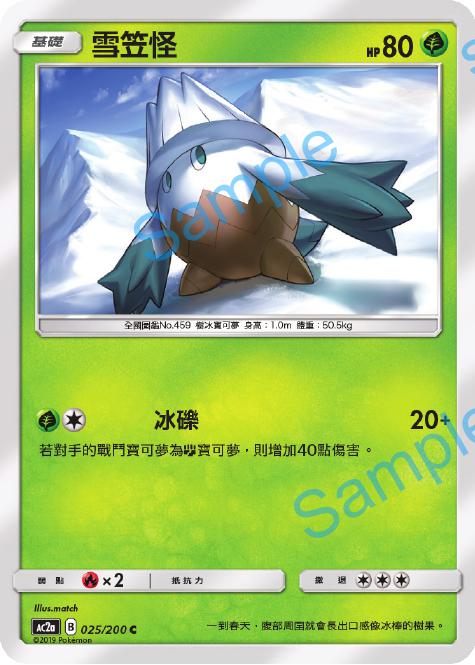 基礎 雪笠怪 HP 80
Sample
全國圖鑑No.459 樹冰寶可夢 身高：1.0m 體重：50.5kg
冰礫 20+
若對手的戰鬥寶可夢為寶可夢，則增加40點傷害。
Sample
Sample
弱點 ×2 抵抗力 撤退
Illus.match
AC2a B 025/200 C
©2019 Pokémon
一到春天，腹部周圍就會長出口感像冰棒的樹果。